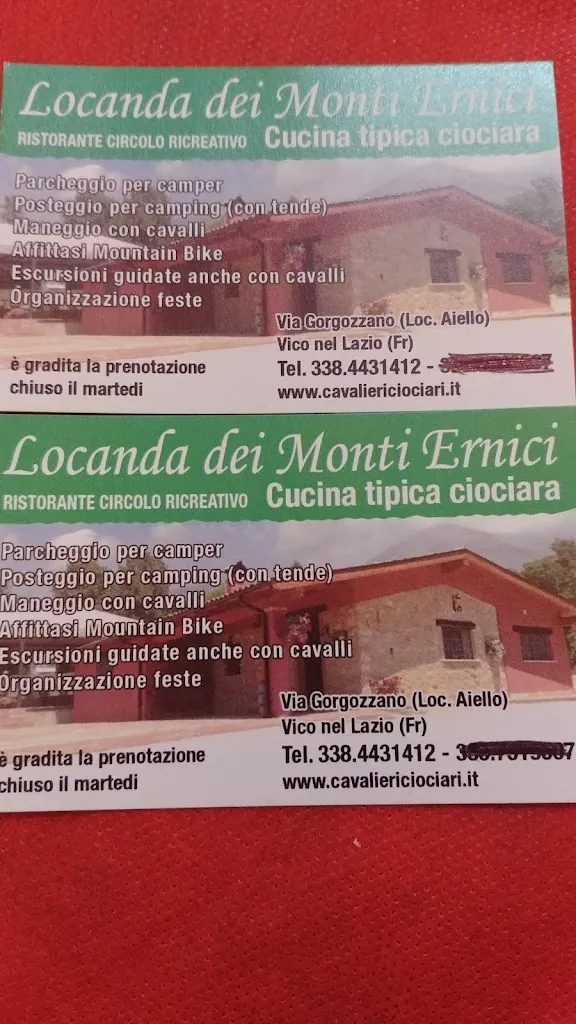 Locanda dei Monti Ernici
RISTORANTE CIRCOLO RICREATIVO Cucina tipica ciociara
Parcheggio per camper
Posteggio per camping (con tende)
Maneggio con cavalli
Affittasi Mountain Bike
Escursioni guidate anche con cavalli
Organizzazione feste
Via Gorgozzano (Loc. Aiello)
Vico nel Lazio (Fr)
è gradita la prenotazione
Tel. 338.4431412 -
chiuso il martedi
www.cavaliericiociari.it
Locanda dei Monti Ernici
RISTORANTE CIRCOLO RICREATIVO Cucina tipica ciociara
Parcheggio per camper
Posteggio per camping (con tende)
Maneggio con cavalli
Affittasi Mountain Bike
Escursioni guidate anche con cavalli
Organizzazione feste
Via Gorgozzano (Loc. Aiello)
Vico nel Lazio (Fr)
è gradita la prenotazione
Tel. 338.4431412 -
chiuso il martedi
www.cavaliericiociari.it